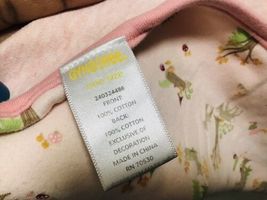 240324486
FRONT:
100% COTTON
BACK:
100% COTTON
EXCLUSIVE OF
DECORATION
MADE IN CHINA
RN 70530